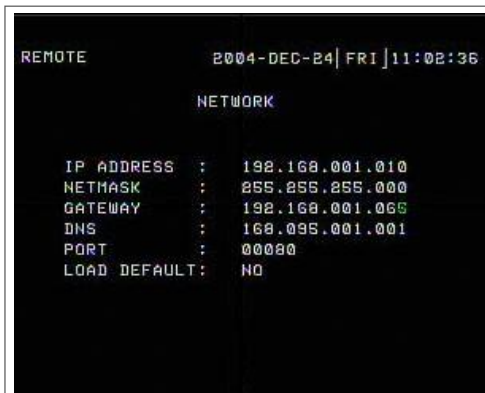 REMOTE 2004-DEC-24|FRI|11:02:36
NETWORK
IP ADDRESS : 192.168.001.010
NETMASK : 255.255.255.000
GATEWAY : 192.168.001.065
DNS : 168.095.001.001
PORT : 00080
LOAD DEFAULT: NO